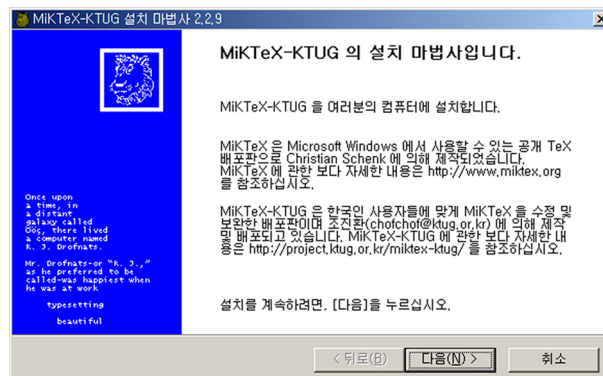 MiKTeX-KTUG 설치 마법사 2,2,9
MiKTeX-KTUG 의 설치 마법사입니다.
MiKTeX-KTUG 을 여러분의 컴퓨터에 설치합니다.
MiKTeX 은 Microsoft Windows 에서 사용할 수 있는 공개 TeX
배포판으로 Christian Schenk 에 의해 제작되었습니다.
MiKTeX 에 관한 보다 자세한 내용은 http://www.miktex.org
를 참조하십시오.
MiKTeX-KTUG 은 한국인 사용자들에 맞게 MiKTeX 을 수정 및
보완한 배포판이며 조진환(chofchof@ktug.or.kr) 에 의해 제작
및 배포되고 있습니다. MiKTeX-KTUG 에 관한 보다 자세한 내
용은 http://project.ktug.or.kr/miktex-ktug/ 를 참조하십시오.
설치를 계속하려면, [다음]을 누르십시오.
Once upon
a time, in
a distant
galaxy called
Ööç, there lived
a computer named
R. J. Drofnats.
Mr. Drofnats-or "R. J.,"
as he preferred to be
called-was happiest when
he was at work
typesetting
beautiful
< 뒤로(B)
다음(N) >
취소